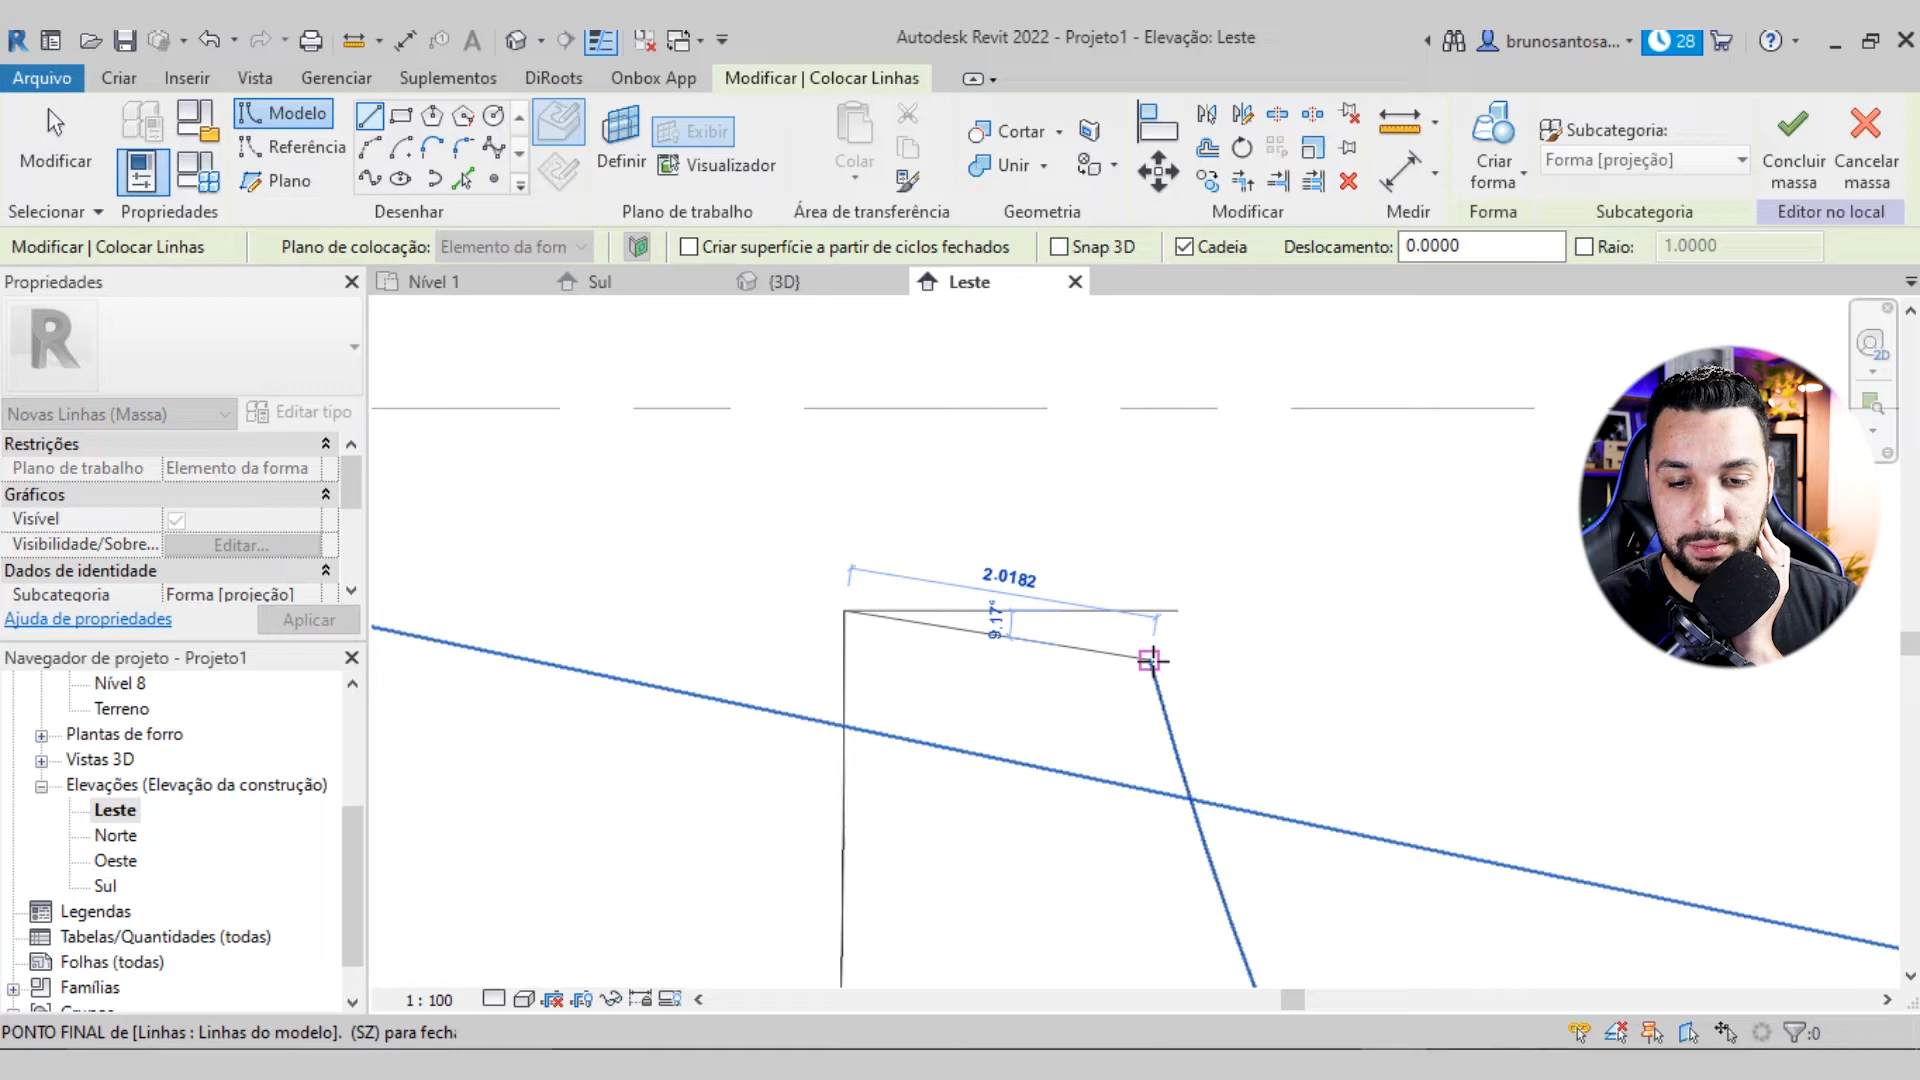 Autodesk Revit 2022 - Projeto1 - Elevação: Leste
brunosantosa...
28
Arquivo
Criar
Inserir
Vista
Gerenciar
Suplementos
DiRoots
Onbox App
Modificar | Colocar Linhas
Modificar
Modelo
Referência
Plano
Definir
Exibir
Visualizador
Colar
Cortar
Unir
Criar
forma
Subcategoria:
Forma [projeção]
Concluir
massa
Cancelar
massa
Selecionar
Propriedades
Desenhar
Plano de trabalho
Área de transferência
Geometria
Modificar
Medir
Forma
Subcategoria
Editor no local
Modificar | Colocar Linhas
Plano de colocação:
Elemento da form
Criar superfície a partir de ciclos fechados
Snap 3D
Cadeia
Deslocamento:
0.0000
Raio:
1.0000
Propriedades
Nível 1
Sul
{3D}
Leste
R
2D
Novas Linhas (Massa)
Editar tipo
Restrições
Plano de trabalho
Elemento da forma
Gráficos
Visível
Visibilidade/Sobre...
Editar...
Dados de identidade
Subcategoria
Forma [projeção]
Ajuda de propriedades
Aplicar
2.0182
9.17°
Navegador de projeto - Projeto1
Nível 8
Terreno
Plantas de forro
Vistas 3D
Elevações (Elevação da construção)
Leste
Norte
Oeste
Sul
Legendas
Tabelas/Quantidades (todas)
Folhas (todas)
Famílias
1 : 100
PONTO FINAL de [Linhas : Linhas do modelo]. (SZ) para fecha
:0